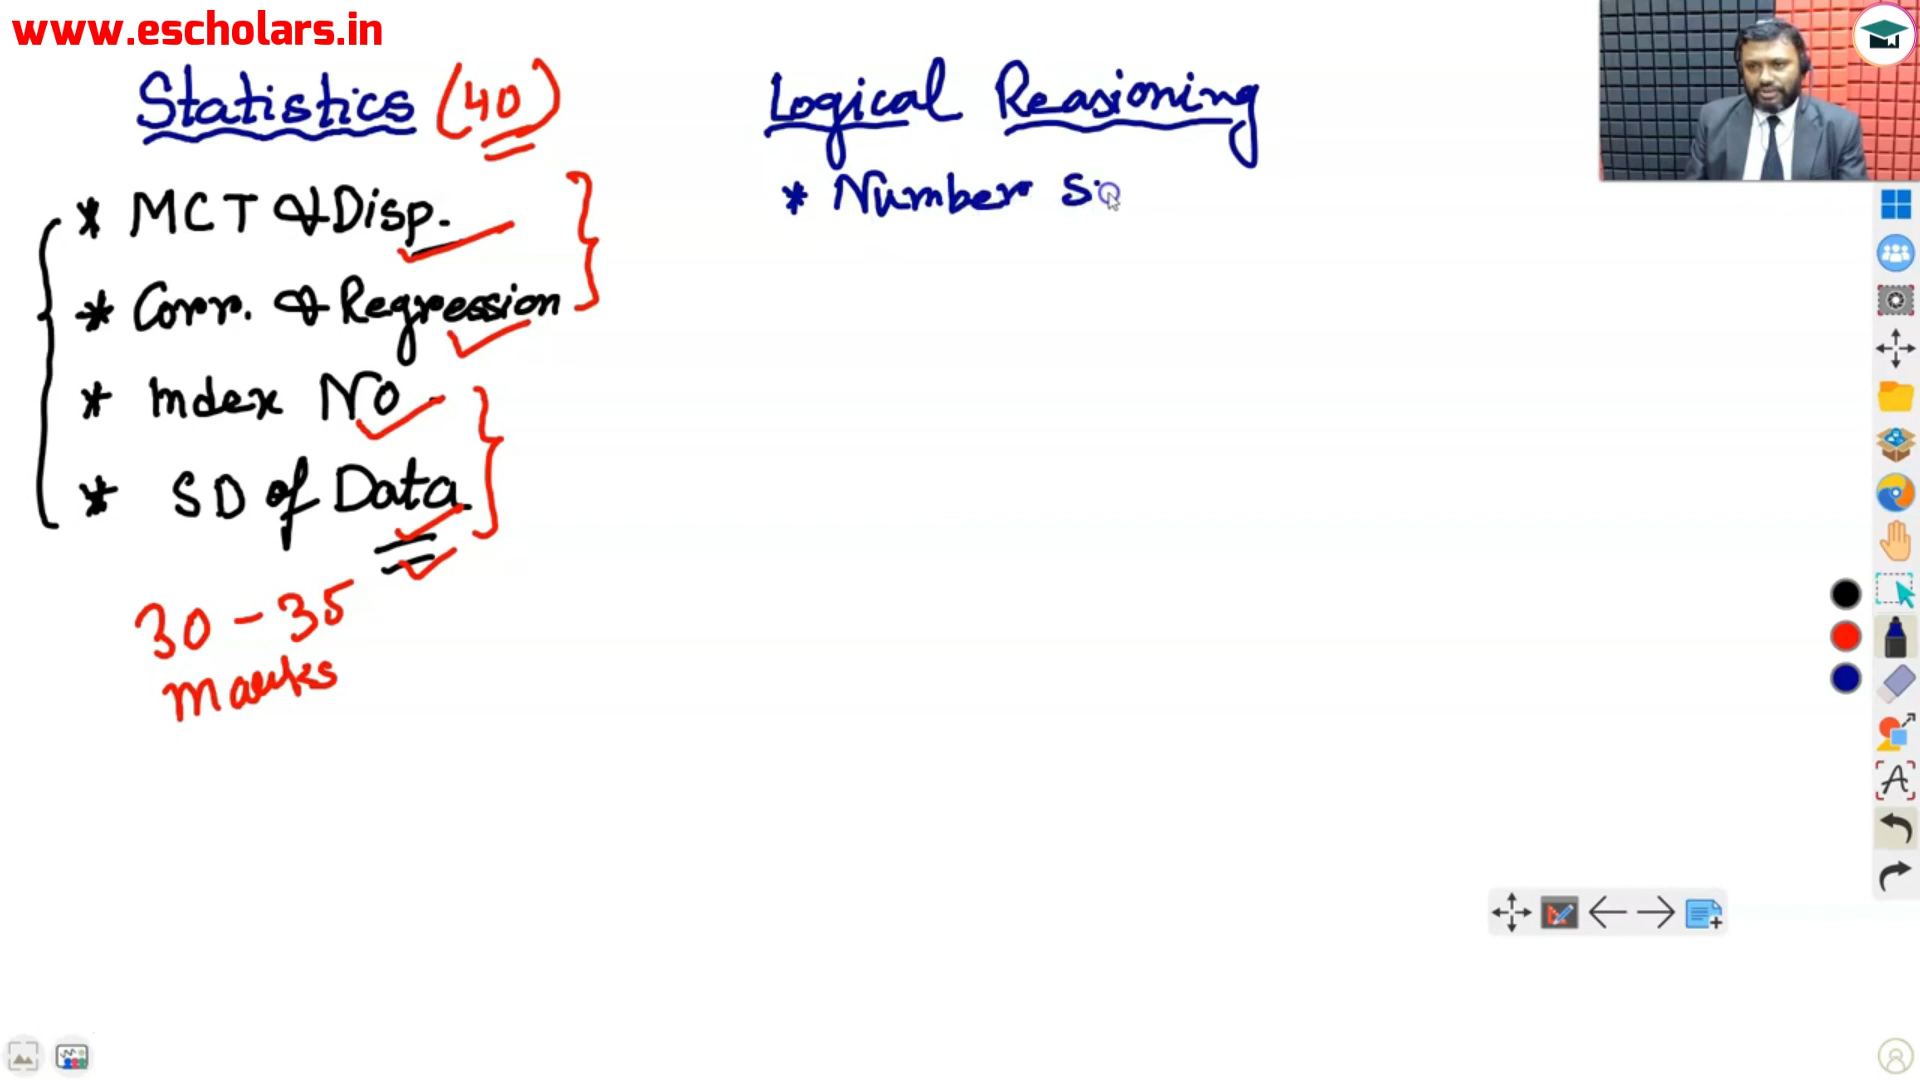 www.escholars.in
Statistics (40)
* MCT & Disp.
* Corr. & Regression
* Index No.
* SD of Data.
30 - 35
Marks
Logical Reasioning
* Number S
A